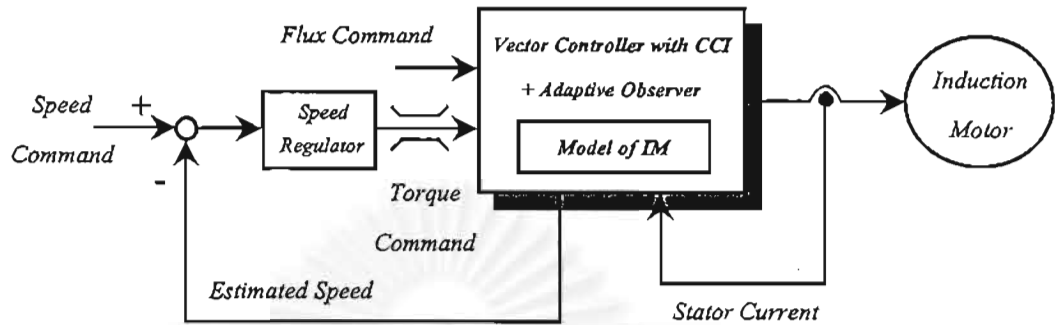 Flux Command
Vector Controller with CCI
+ Adaptive Observer
Model of IM
Induction
Motor
Speed
Command
+
-
Speed
Regulator
Torque
Command
Estimated Speed
Stator Current